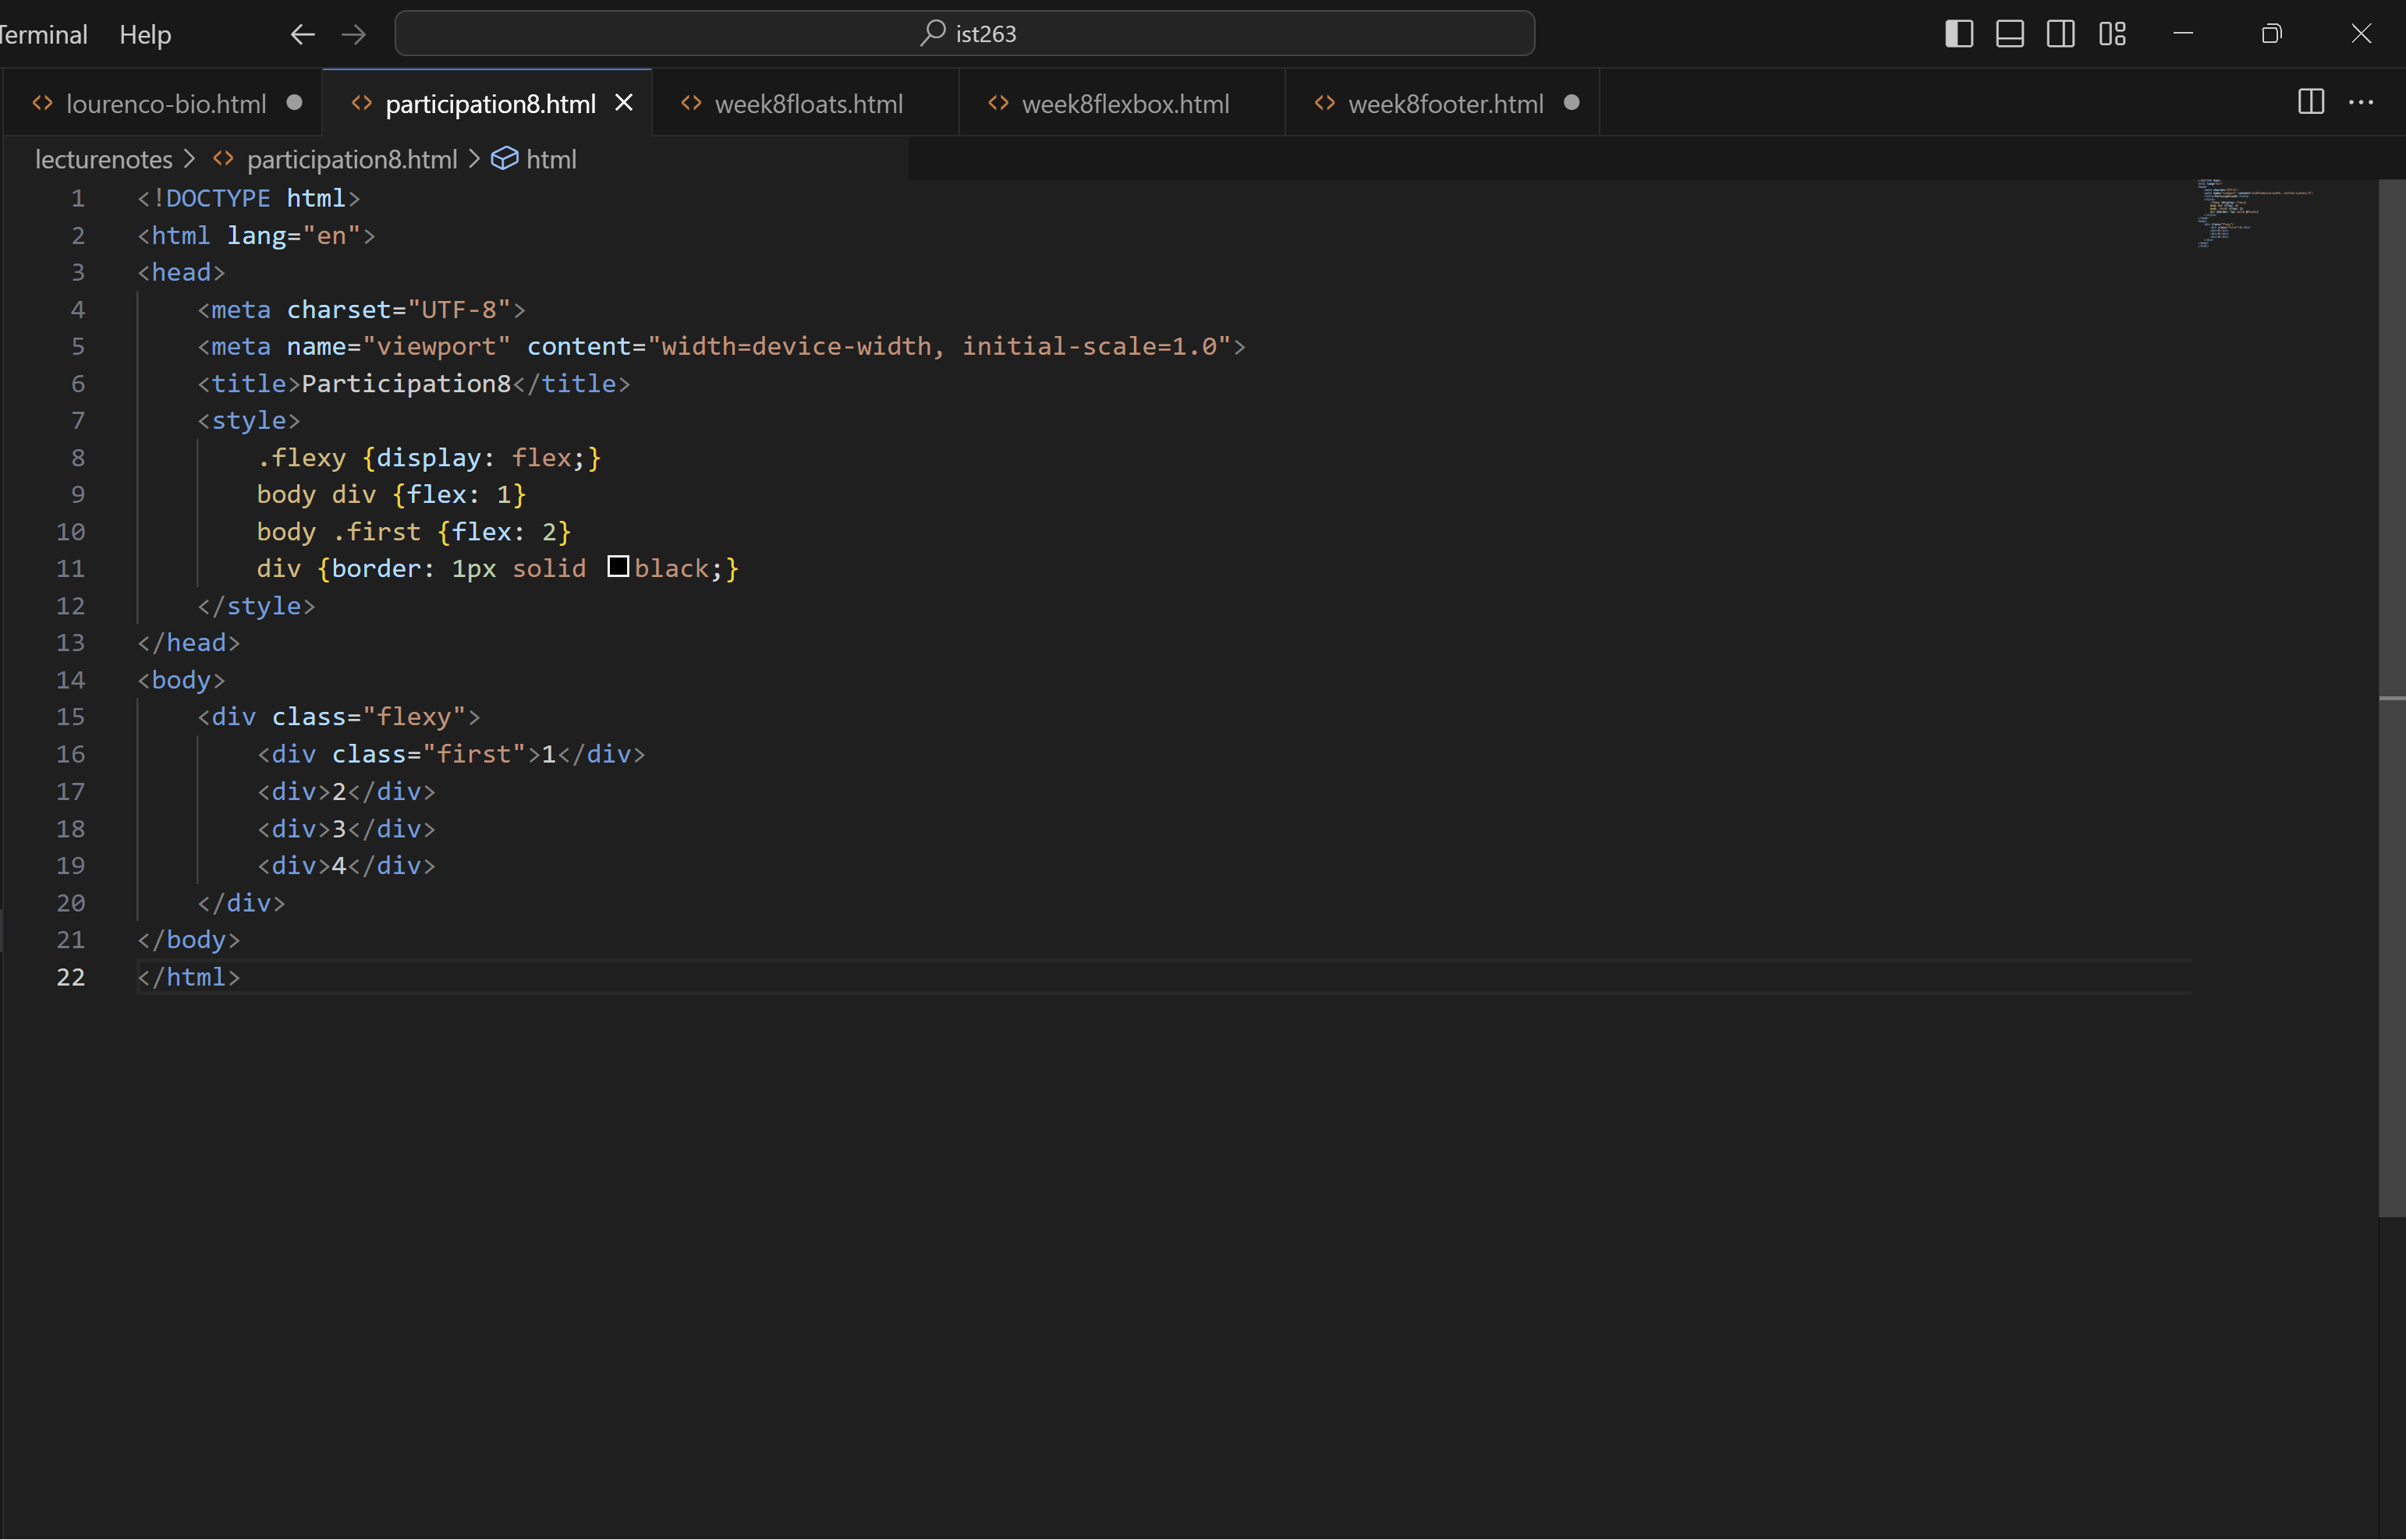 Terminal Help ist263
lourenco-bio.html participation8.html week8floats.html week8flexbox.html week8footer.html
lecturenotes > participation8.html > html
1 <!DOCTYPE html>
2 <html lang="en">
3 <head>
4 <meta charset="UTF-8">
5 <meta name="viewport" content="width=device-width, initial-scale=1.0">
6 <title>Participation8</title>
7 <style>
8 .flexy {display: flex;}
9 body div {flex: 1}
10 body .first {flex: 2}
11 div {border: 1px solid black;}
12 </style>
13 </head>
14 <body>
15 <div class="flexy">
16 <div class="first">1</div>
17 <div>2</div>
18 <div>3</div>
19 <div>4</div>
20 </div>
21 </body>
22 </html>